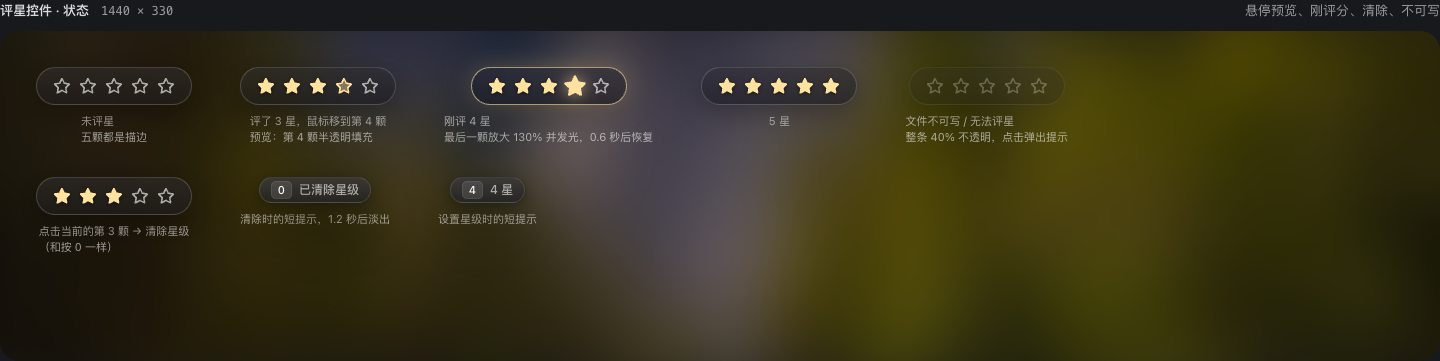 评星控件 · 状态 1440 × 330
悬停预览、刚评分、清除、不可写
未评星
五颗都是描边
评了 3 星，鼠标移到第 4 颗
预览：第 4 颗半透明填充
刚评 4 星
最后一颗放大 130% 并发光，0.6 秒后恢复
5 星
文件不可写 / 无法评星
整条 40% 不透明，点击弹出提示
点击当前的第 3 颗 → 清除星级
（和按 0 一样）
0 已清除星级
清除时的短提示，1.2 秒后淡出
4 4 星
设置星级时的短提示